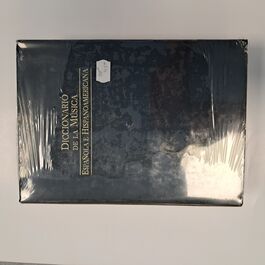 DICCIONARIO
DE LA MÚSICA
ESPAÑOLA E HISPANOAMERICANA